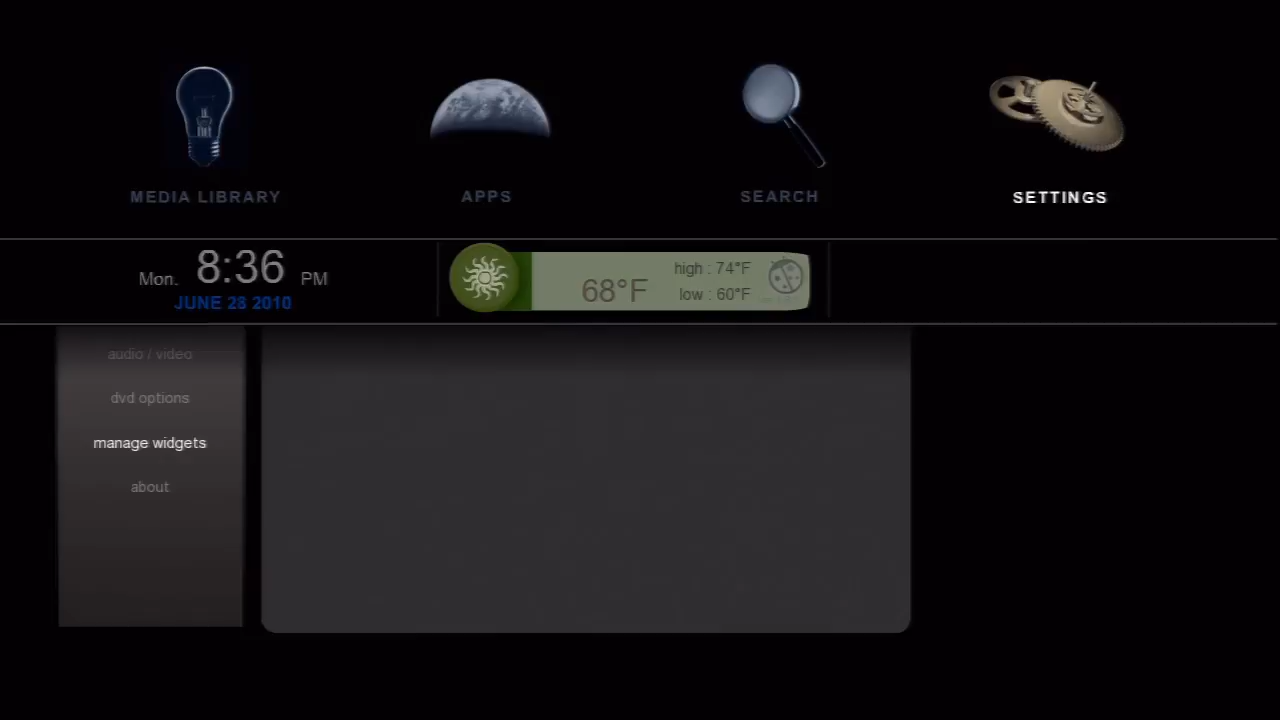 MEDIA LIBRARY
APPS
SEARCH
SETTINGS
Mon. 8:36 PM
JUNE 28 2010
68°F
high : 74°F
low : 60°F
audio / video
dvd options
manage widgets
about